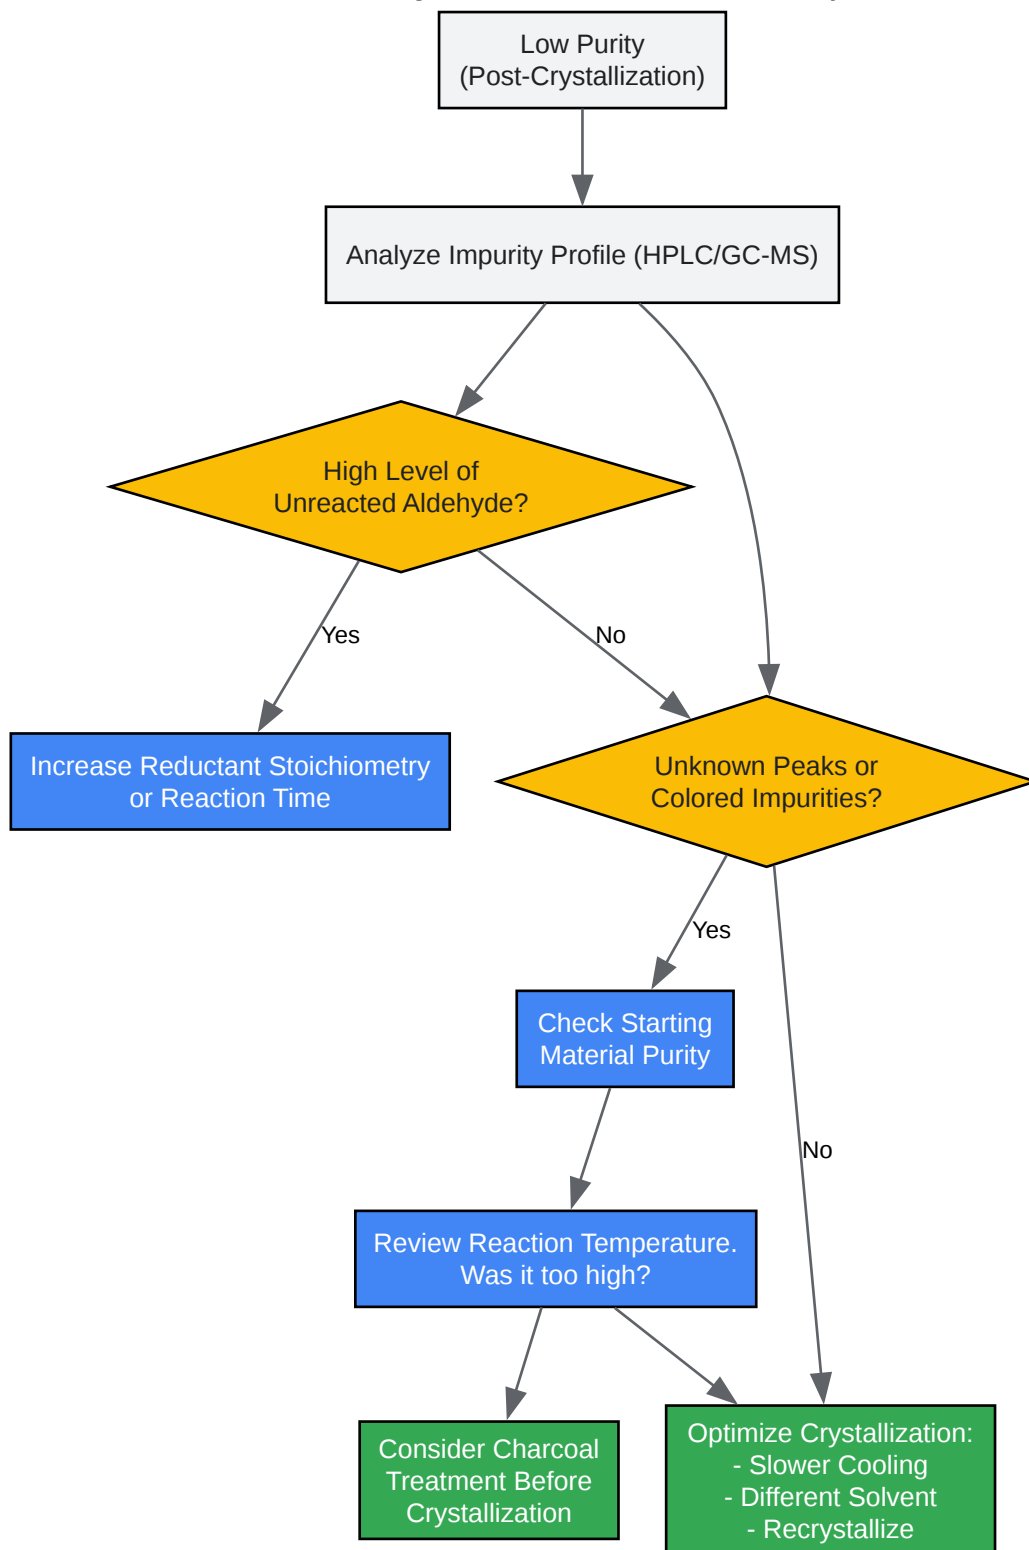 Low Purity
(Post-Crystallization)
Analyze Impurity Profile (HPLC/GC-MS)
High Level of
Unreacted Aldehyde?
Yes
No
Increase Reductant Stoichiometry
or Reaction Time
Unknown Peaks or
Colored Impurities?
Yes
Check Starting
Material Purity
No
Review Reaction Temperature.
Was it too high?
Consider Charcoal
Treatment Before
Crystallization
Optimize Crystallization:
- Slower Cooling
- Different Solvent
- Recrystallize